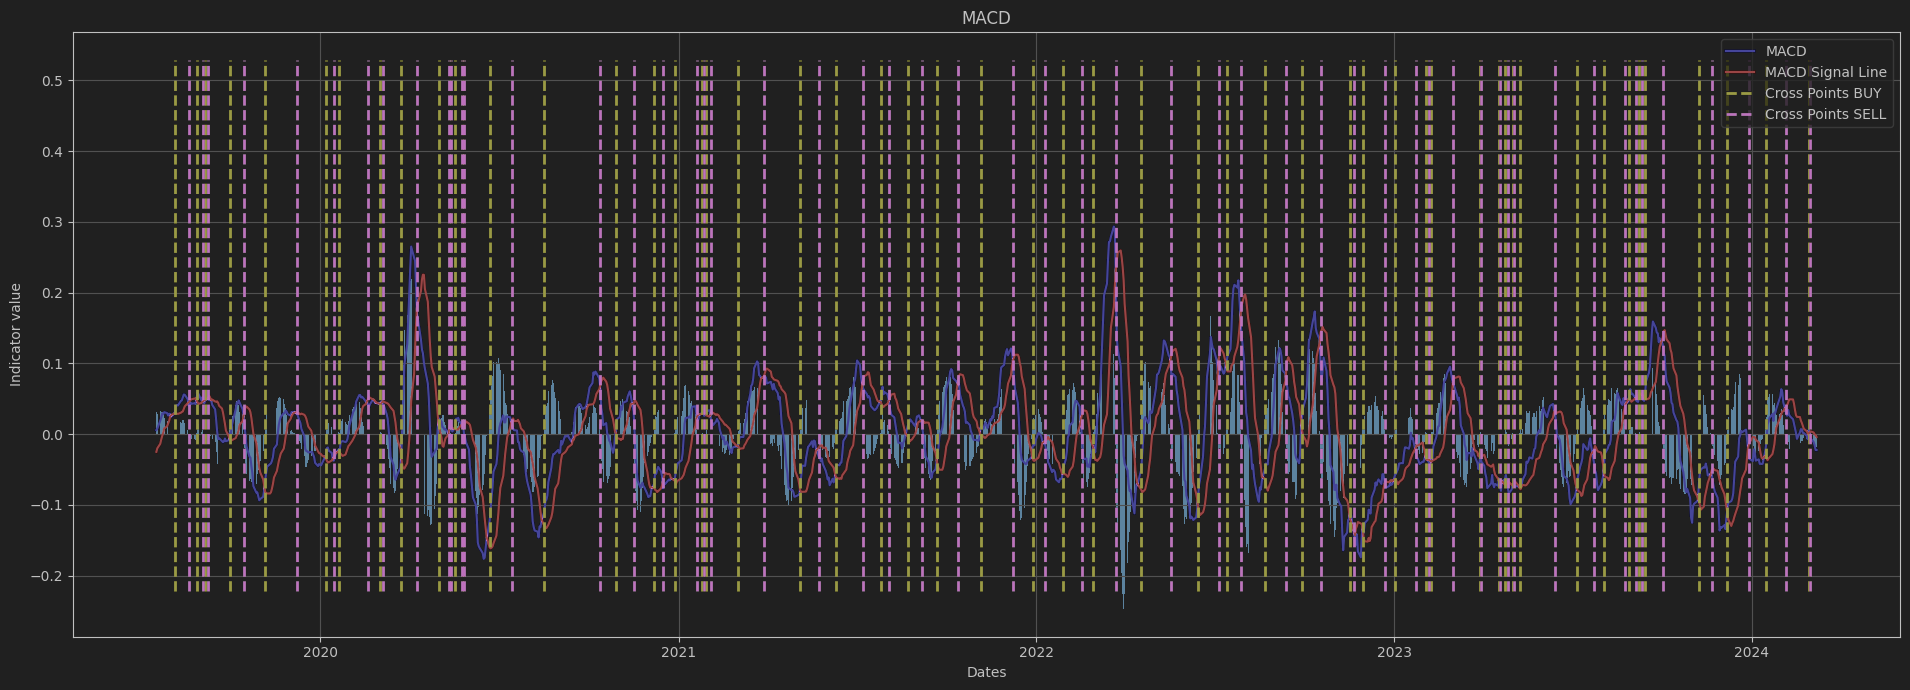 MACD
MACD
MACD Signal Line
Cross Points BUY
Cross Points SELL
Indicator value
0.5
0.4
0.3
0.2
0.1
0.0
−0.1
−0.2
2020
2021
2022
2023
2024
Dates